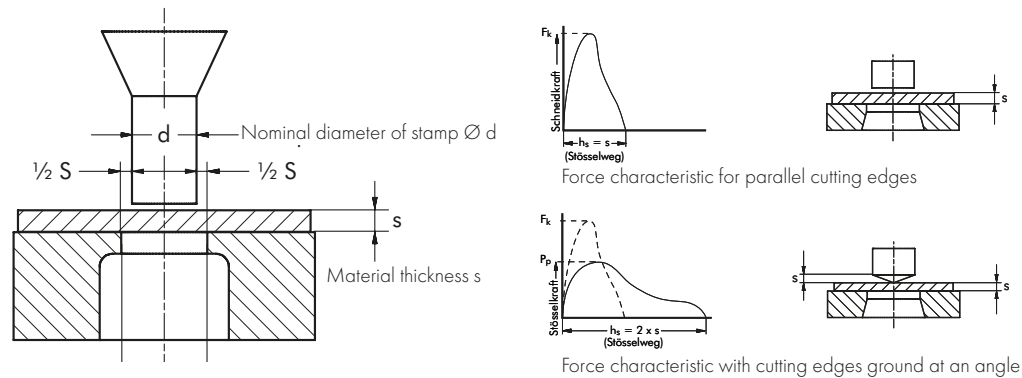 d
Nominal diameter of stamp Ø d
½ S
½ S
s
Material thickness s
Fₖ
Schneidkraft
hₛ = s
(Stösselweg)
s
Force characteristic for parallel cutting edges
Fₖ
Pₚ
Stösselkraft
hₛ = 2 x s
(Stösselweg)
s
s
Force characteristic with cutting edges ground at an angle